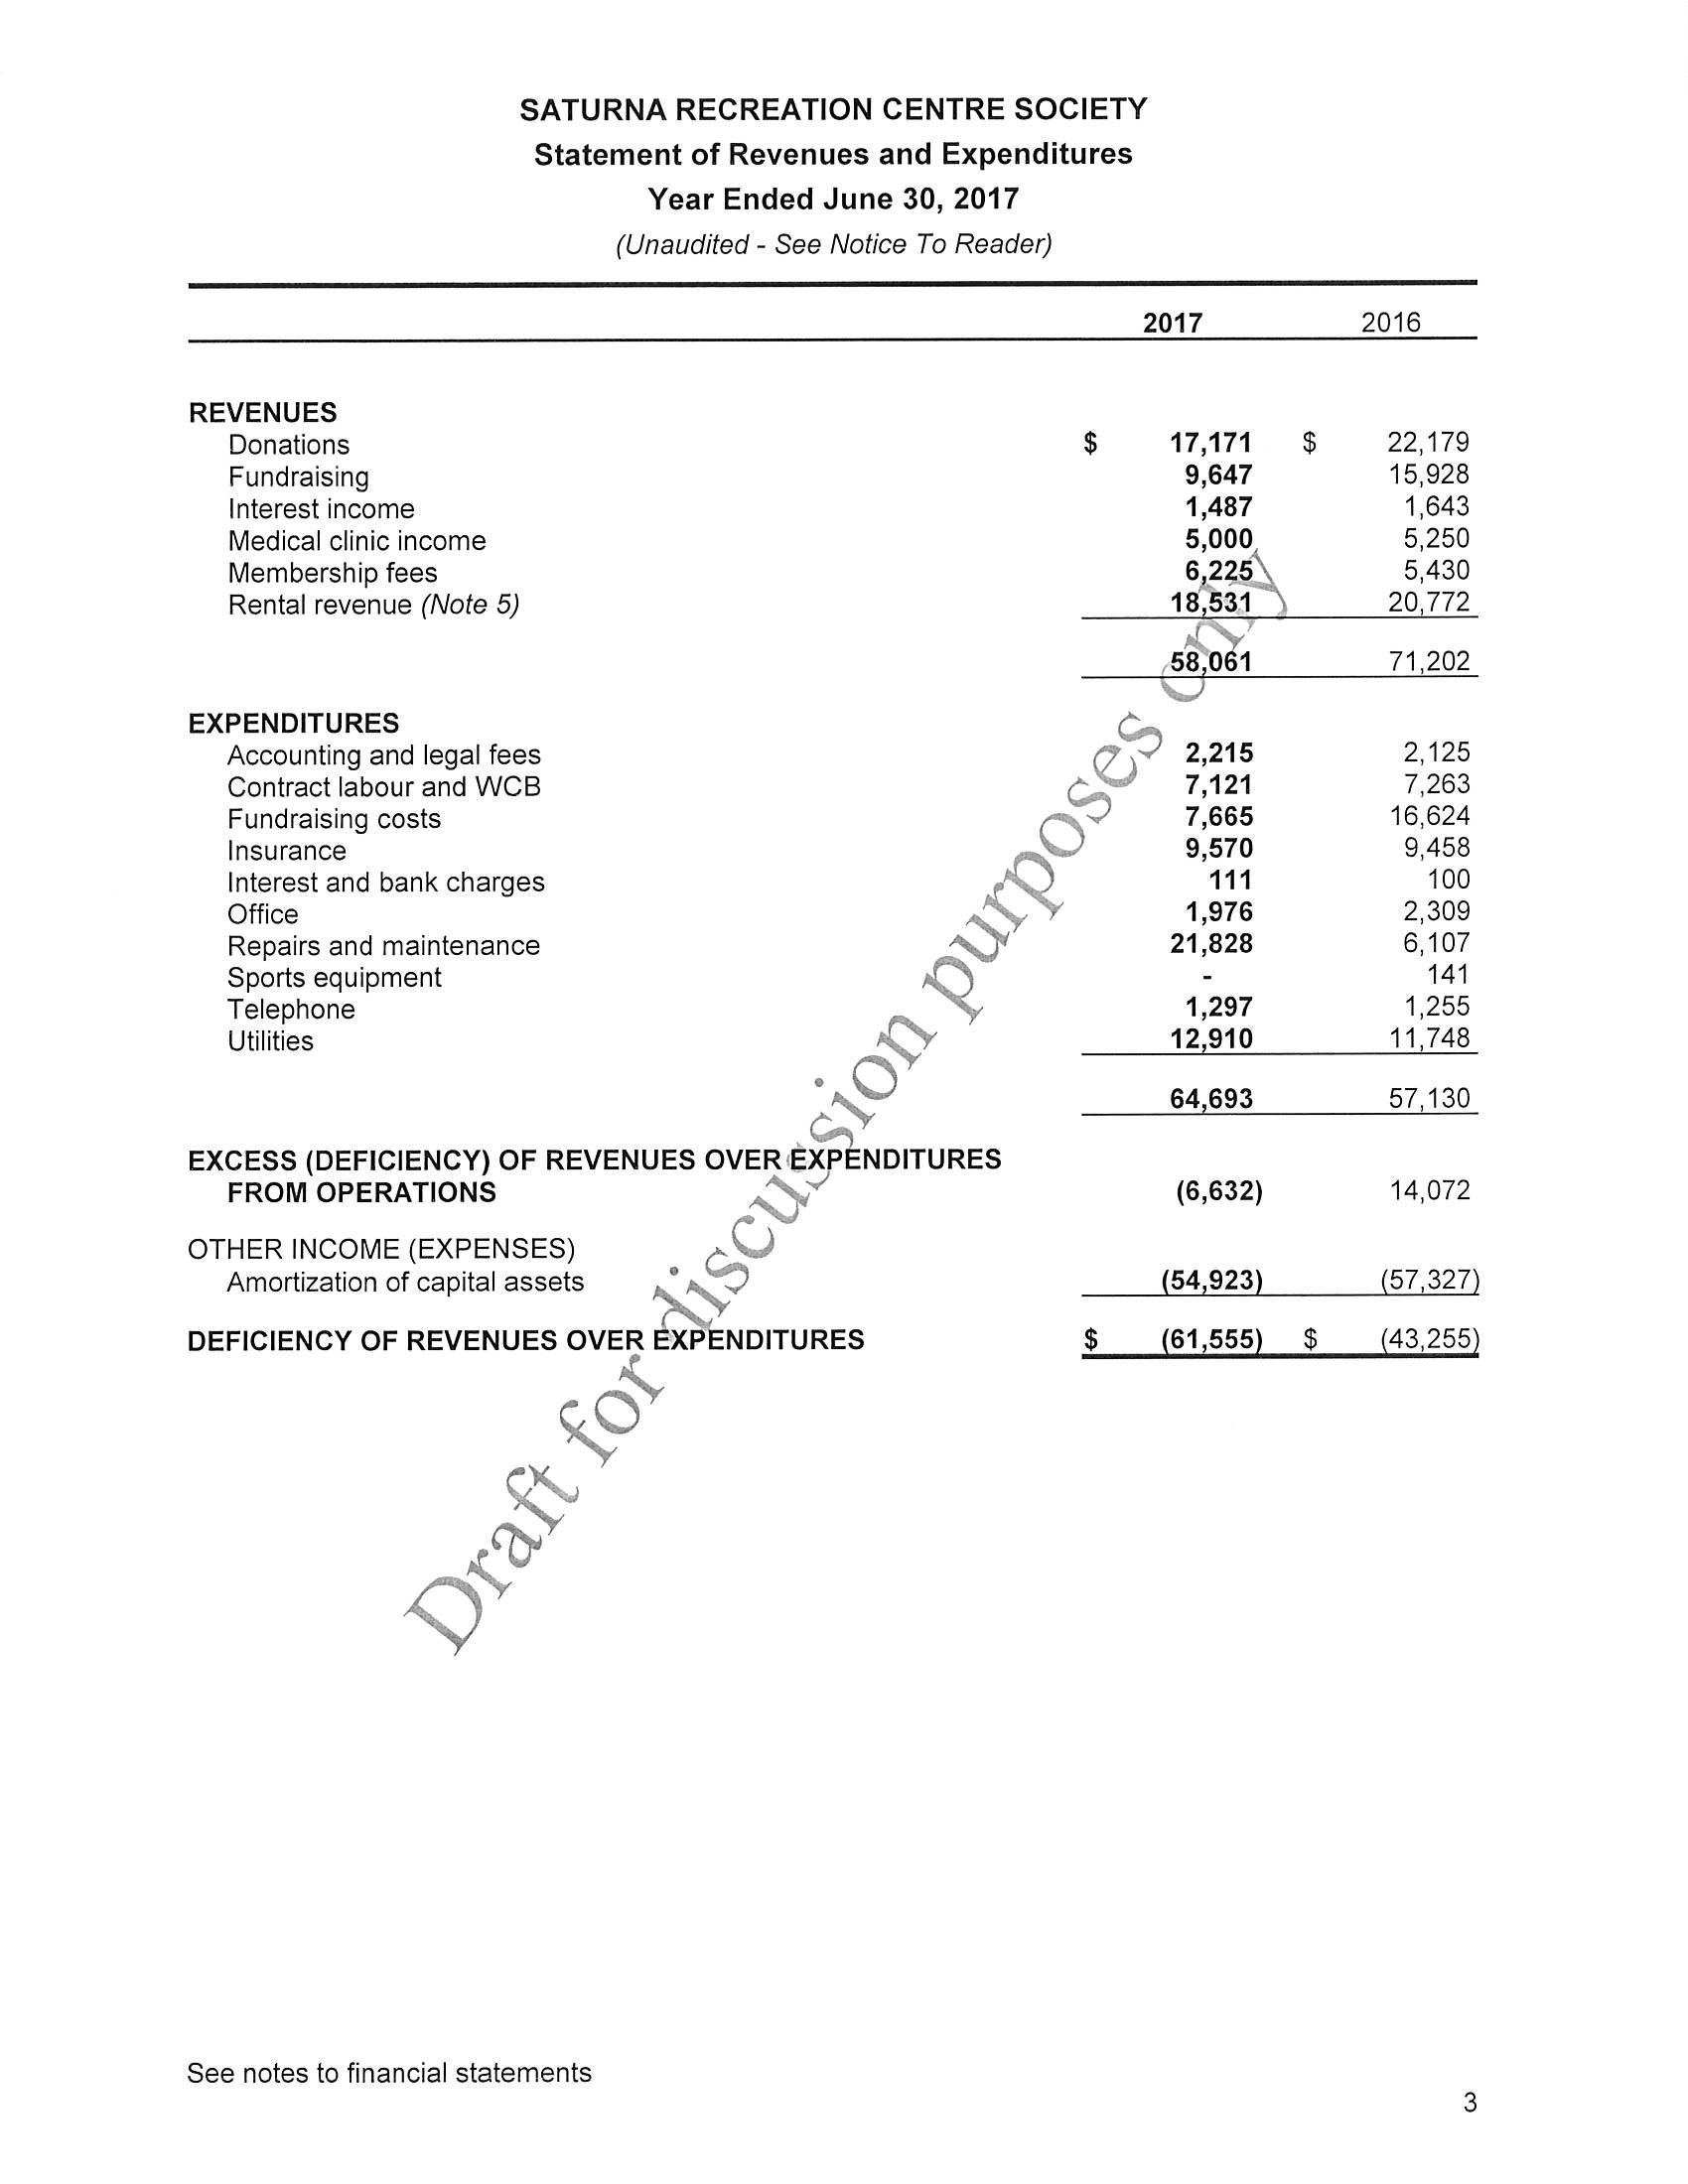 SATURNA RECREATION CENTRE SOCIETY
Statement of Revenues and Expenditures
Year Ended June 30, 2017
(Unaudited - See Notice To Reader)
2017 2016
REVENUES
Donations $ 17,171 $ 22,179
Fundraising 9,647 15,928
Interest income 1,487 1,643
Medical clinic income 5,000 5,250
Membership fees 6,225 5,430
Rental revenue (Note 5) 18,531 20,772
58,061 71,202
EXPENDITURES
Accounting and legal fees 2,215 2,125
Contract labour and WCB 7,121 7,263
Fundraising costs 7,665 16,624
Insurance 9,570 9,458
Interest and bank charges 111 100
Office 1,976 2,309
Repairs and maintenance 21,828 6,107
Sports equipment - 141
Telephone 1,297 1,255
Utilities 12,910 11,748
64,693 57,130
EXCESS (DEFICIENCY) OF REVENUES OVER EXPENDITURES
FROM OPERATIONS (6,632) 14,072
OTHER INCOME (EXPENSES)
Amortization of capital assets (54,923) (57,327)
DEFICIENCY OF REVENUES OVER EXPENDITURES $ (61,555) $ (43,255)
Draft for discussion purposes only
See notes to financial statements
3